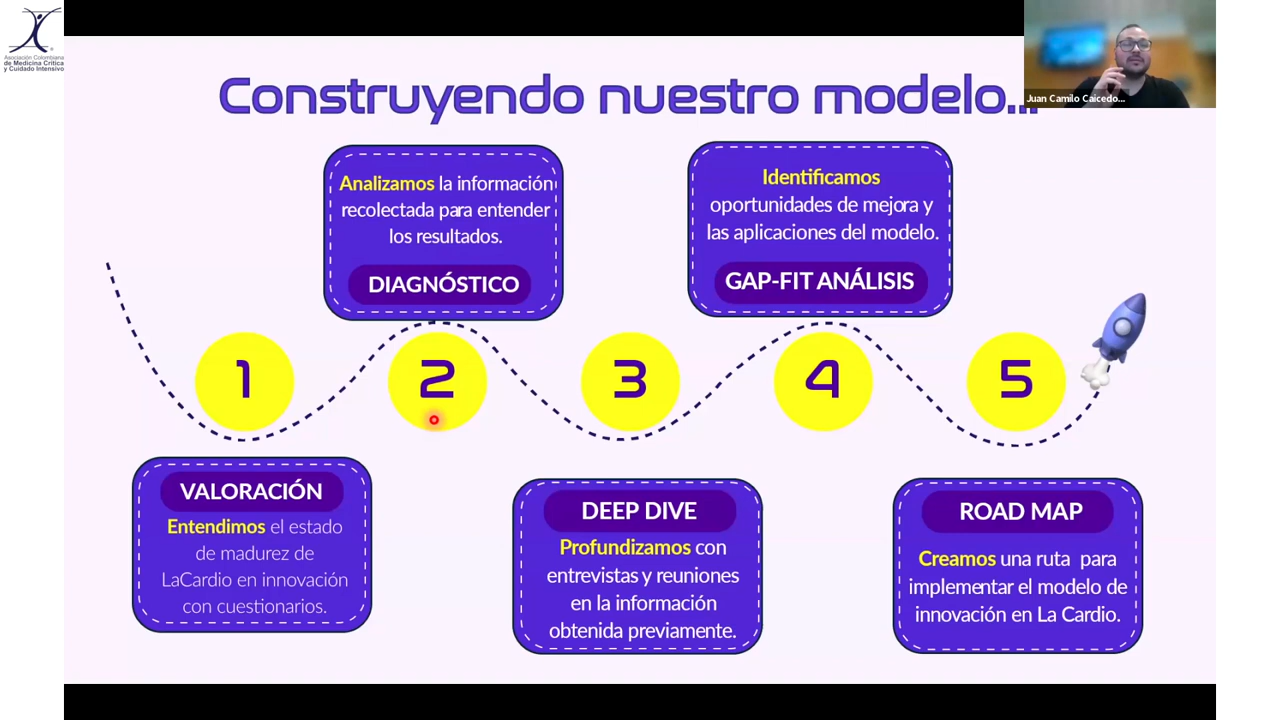 Asociación Colombiana
de Medicina Crítica
y Cuidado Intensivo
Construyendo nuestro modelo...
Juan Camilo Caicedo...
Analizamos la información
recolectada para entender
los resultados.
DIAGNÓSTICO
Identificamos
oportunidades de mejora y
las aplicaciones del modelo.
GAP-FIT ANÁLISIS
1
2
3
4
5
VALORACIÓN
Entendimos el estado
de madurez de
LaCardio en innovación
con cuestionarios.
DEEP DIVE
Profundizamos con
entrevistas y reuniones
en la información
obtenida previamente.
ROAD MAP
Creamos una ruta para
implementar el modelo de
innovación en La Cardio.